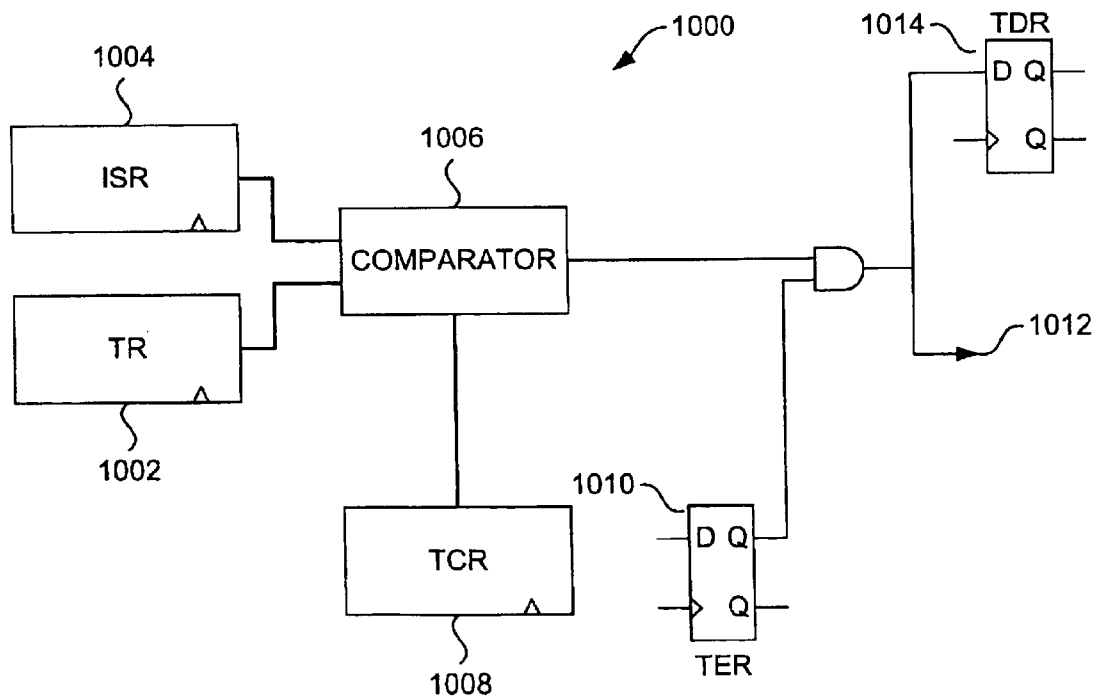 1000
1014
TDR
D Q
Q
1004
ISR
1006
COMPARATOR
TR
1002
1012
1010
D Q
Q
TER
TCR
1008